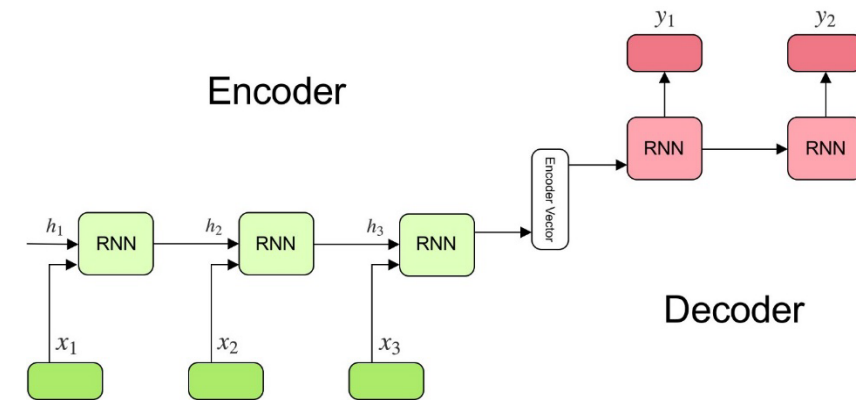 y₁
y₂
Encoder
RNN
RNN
Encoder Vector
h₁
h₂
h₃
RNN
RNN
RNN
Decoder
x₁
x₂
x₃